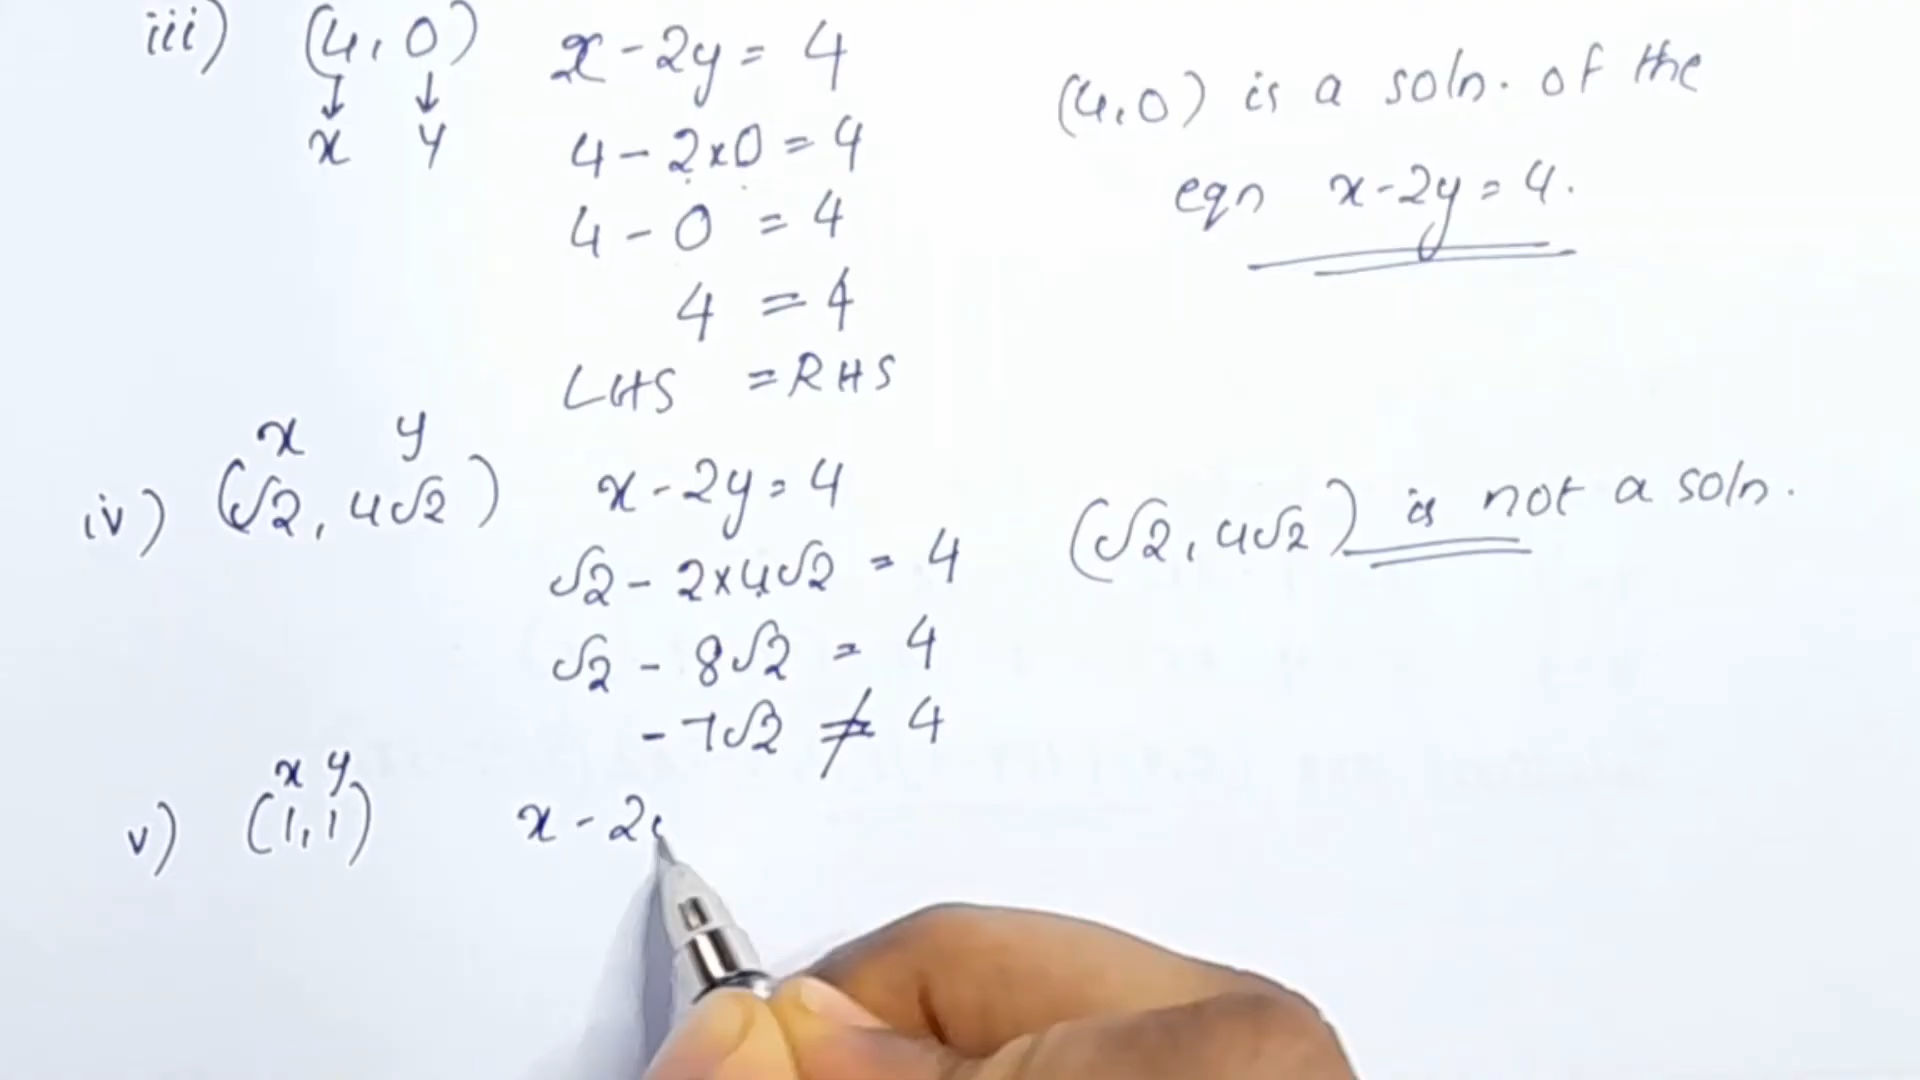 iii) (4, 0) x - 2y = 4
↓ ↓
x y
4 - 2×0 = 4
4 - 0 = 4
4 = 4
LHS = RHS
(4,0) is a soln. of the
eqn x - 2y = 4.
x y
iv) (√2, 4√2) x - 2y = 4
√2 - 2×4√2 = 4
√2 - 8√2 = 4
-7√2 ≠ 4
(√2, 4√2) is not a soln.
x y
v) (1, 1) x - 2